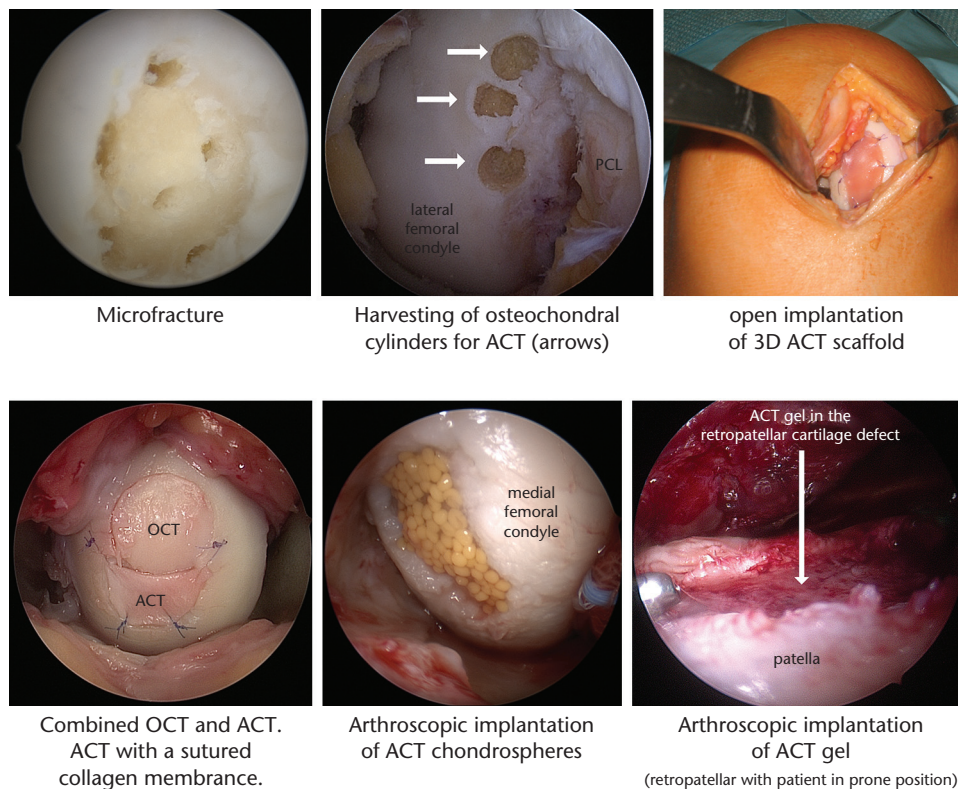 PCL
lateral
femoral
condyle
Microfracture
Harvesting of osteochondral
cylinders for ACT (arrows)
open implantation
of 3D ACT scaffold
OCT
ACT
medial
femoral
condyle
ACT gel in the
retropatellar cartilage defect
patella
Combined OCT and ACT.
ACT with a sutured
collagen membrance.
Arthroscopic implantation
of ACT chondrospheres
Arthroscopic implantation
of ACT gel
(retropatellar with patient in prone position)